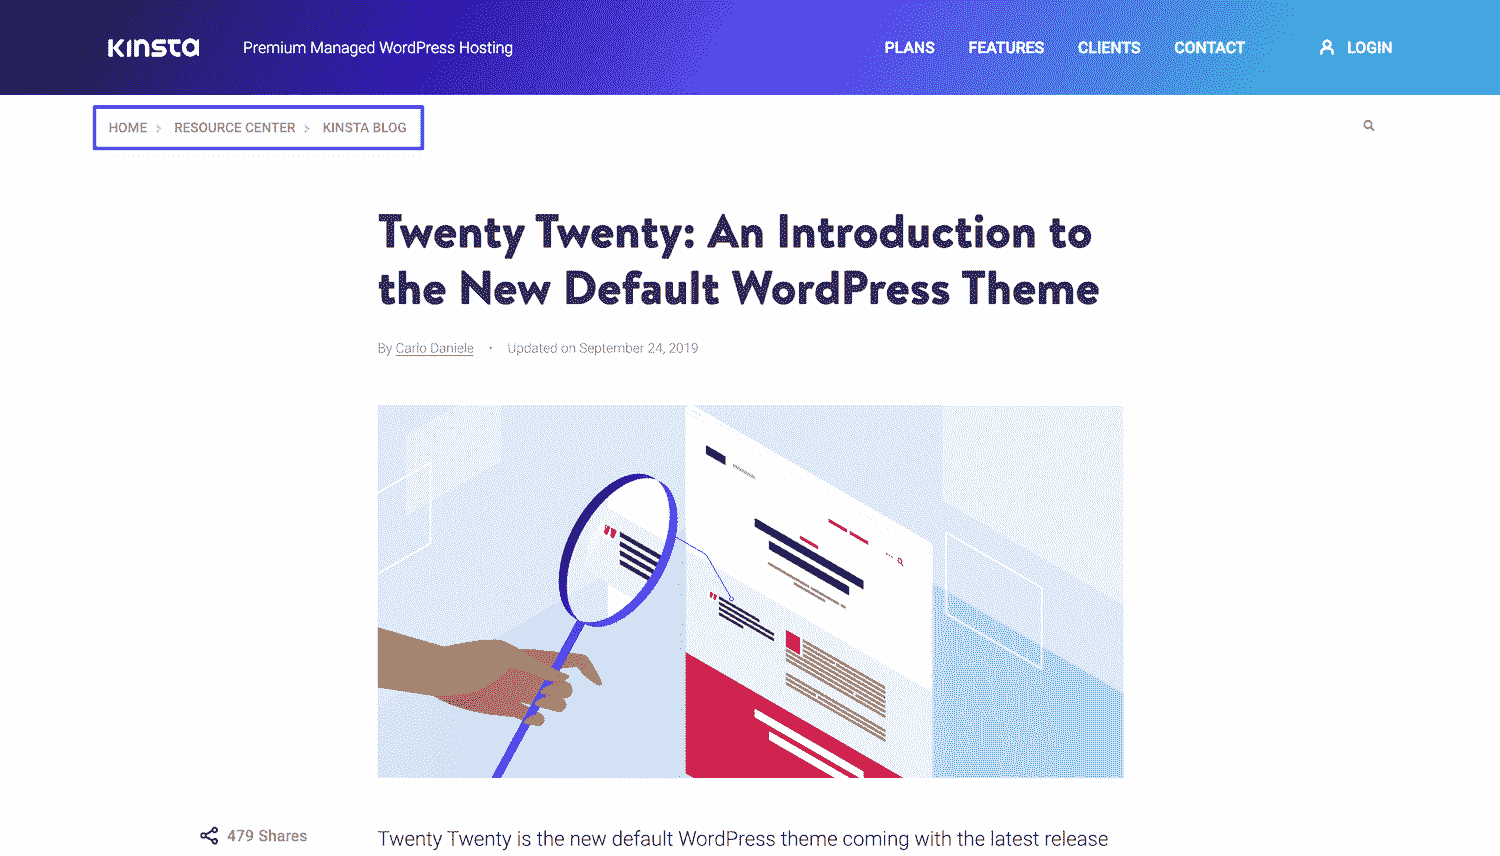 KINSTA Premium Managed WordPress Hosting PLANS FEATURES CLIENTS CONTACT LOGIN
HOME > RESOURCE CENTER > KINSTA BLOG
Twenty Twenty: An Introduction to
the New Default WordPress Theme
By Carlo Daniele • Updated on September 24, 2019
479 Shares
Twenty Twenty is the new default WordPress theme coming with the latest release